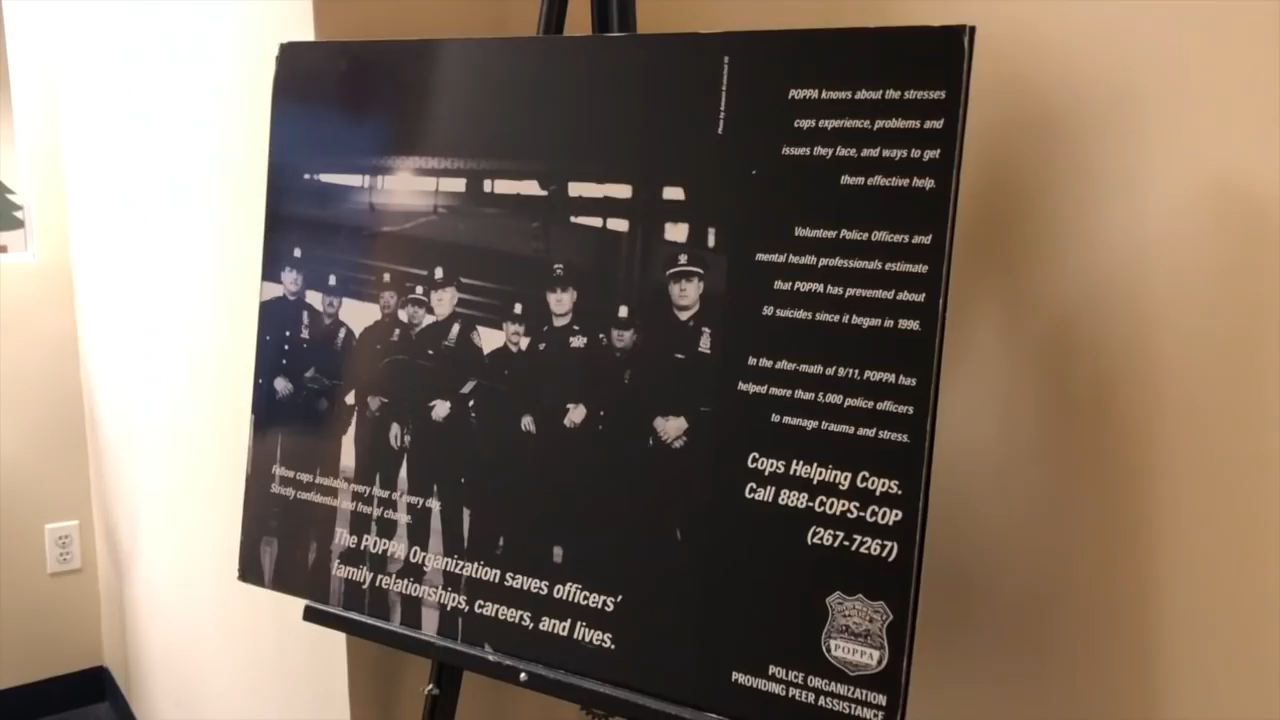 Photo by Antonin Kratochvil
POPPA knows about the stresses
cops experience, problems and
issues they face, and ways to get
them effective help.
Volunteer Police Officers and
mental health professionals estimate
that POPPA has prevented about
50 suicides since it began in 1996.
In the after-math of 9/11, POPPA has
helped more than 5,000 police officers
to manage trauma and stress.
Cops Helping Cops.
Call 888-COPS-COP
(267-7267)
Fellow cops available every hour of every day.
Strictly confidential and free of charge.
The POPPA Organization saves officers’
family relationships, careers, and lives.
POLICE
POPPA
POLICE ORGANIZATION
PROVIDING PEER ASSISTANCE